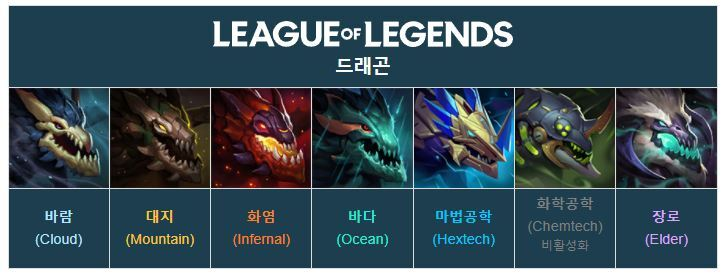 LEAGUE OF LEGENDS
드래곤
바람
(Cloud)
대지
(Mountain)
화염
(Infernal)
바다
(Ocean)
마법공학
(Hextech)
화학공학
(Chemtech)
비활성화
장로
(Elder)